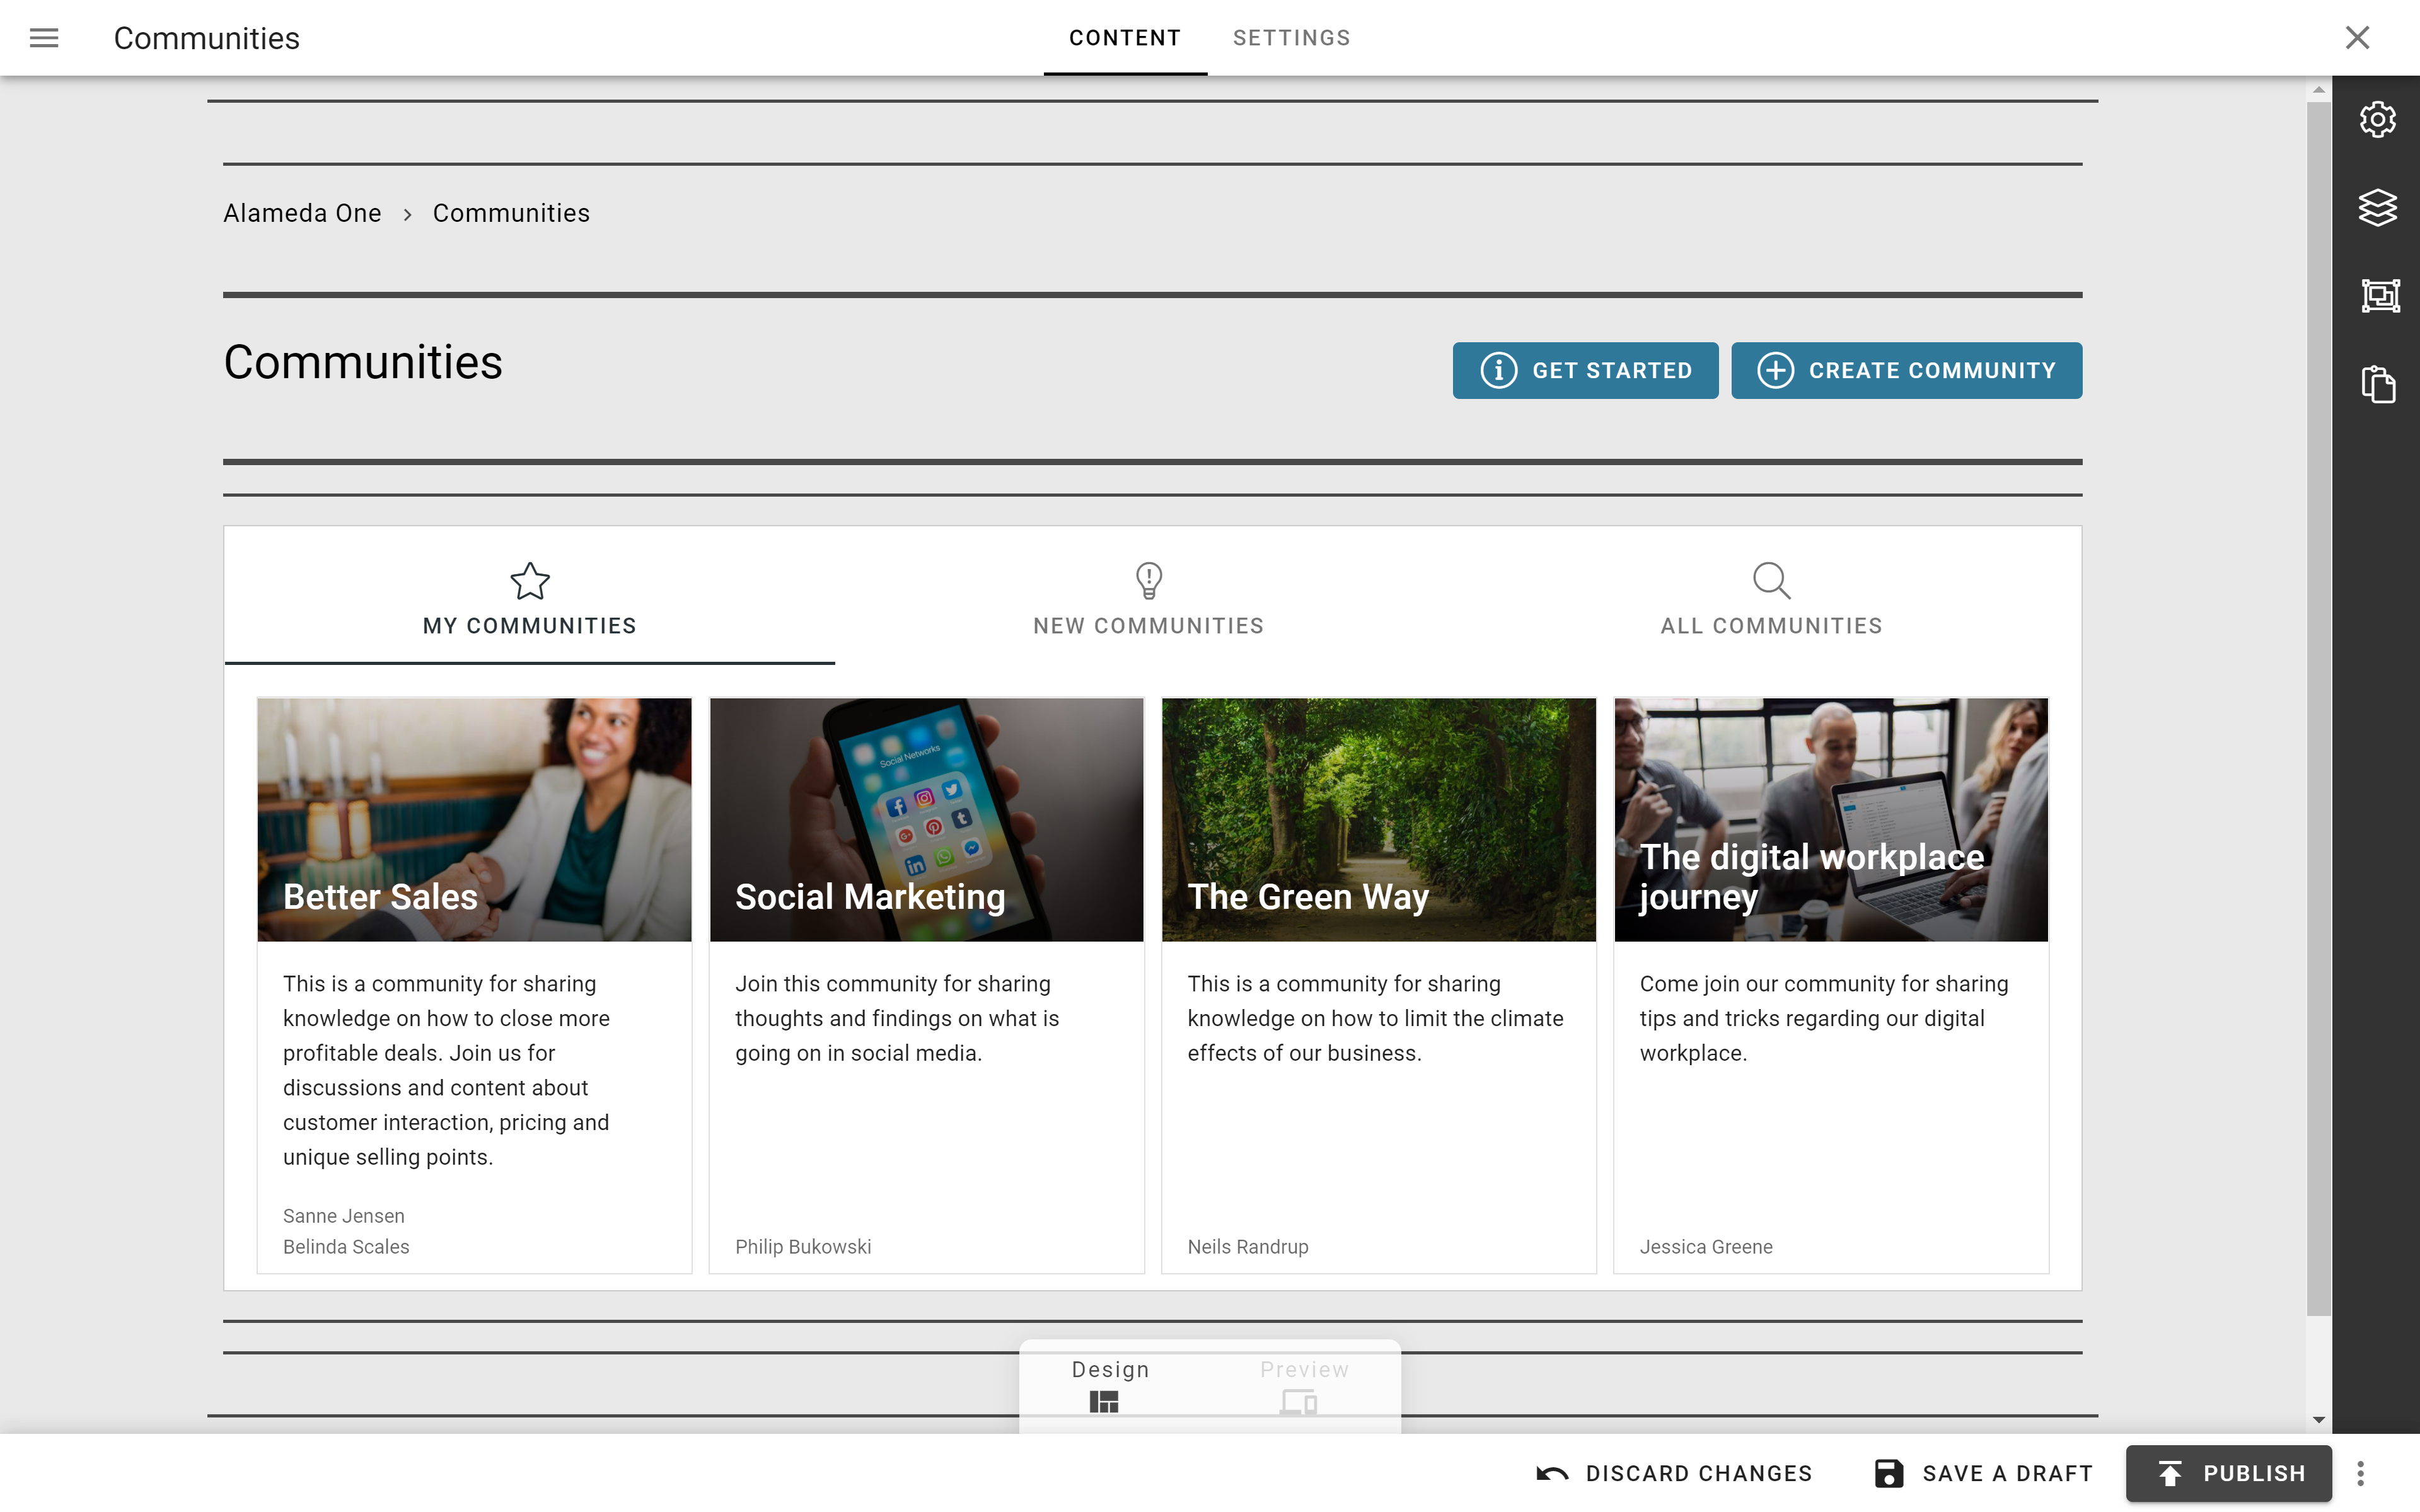 Communities
CONTENT SETTINGS
Alameda One > Communities
Communities
GET STARTED
CREATE COMMUNITY
MY COMMUNITIES
NEW COMMUNITIES
ALL COMMUNITIES
Better Sales
This is a community for sharing
knowledge on how to close more
profitable deals. Join us for
discussions and content about
customer interaction, pricing and
unique selling points.
Sanne Jensen
Belinda Scales
Social Networks
Social Marketing
Join this community for sharing
thoughts and findings on what is
going on in social media.
Philip Bukowski
The Green Way
This is a community for sharing
knowledge on how to limit the climate
effects of our business.
Neils Randrup
The digital workplace
journey
Come join our community for sharing
tips and tricks regarding our digital
workplace.
Jessica Greene
Design
Preview
DISCARD CHANGES
SAVE A DRAFT
PUBLISH